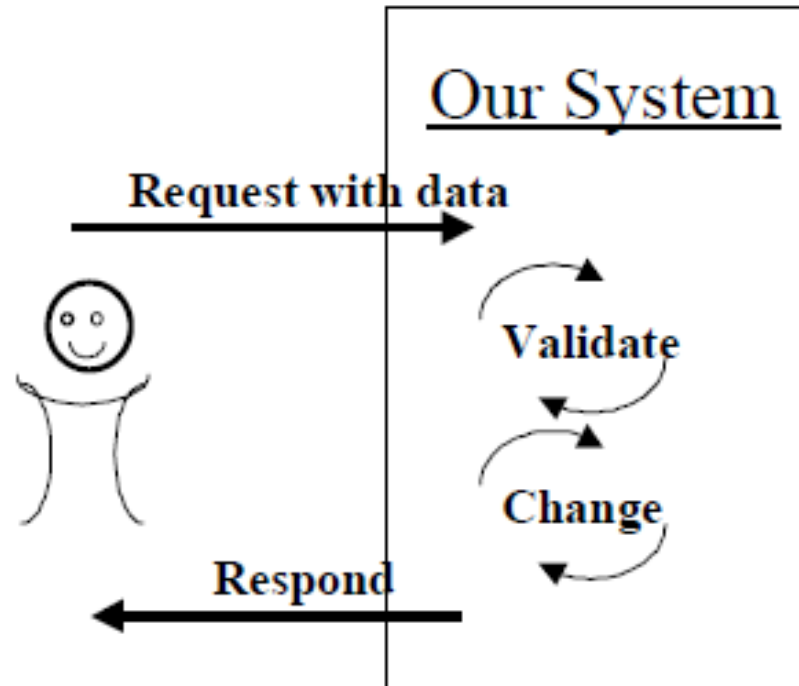 Our System
Request with data
Validate
Change
Respond